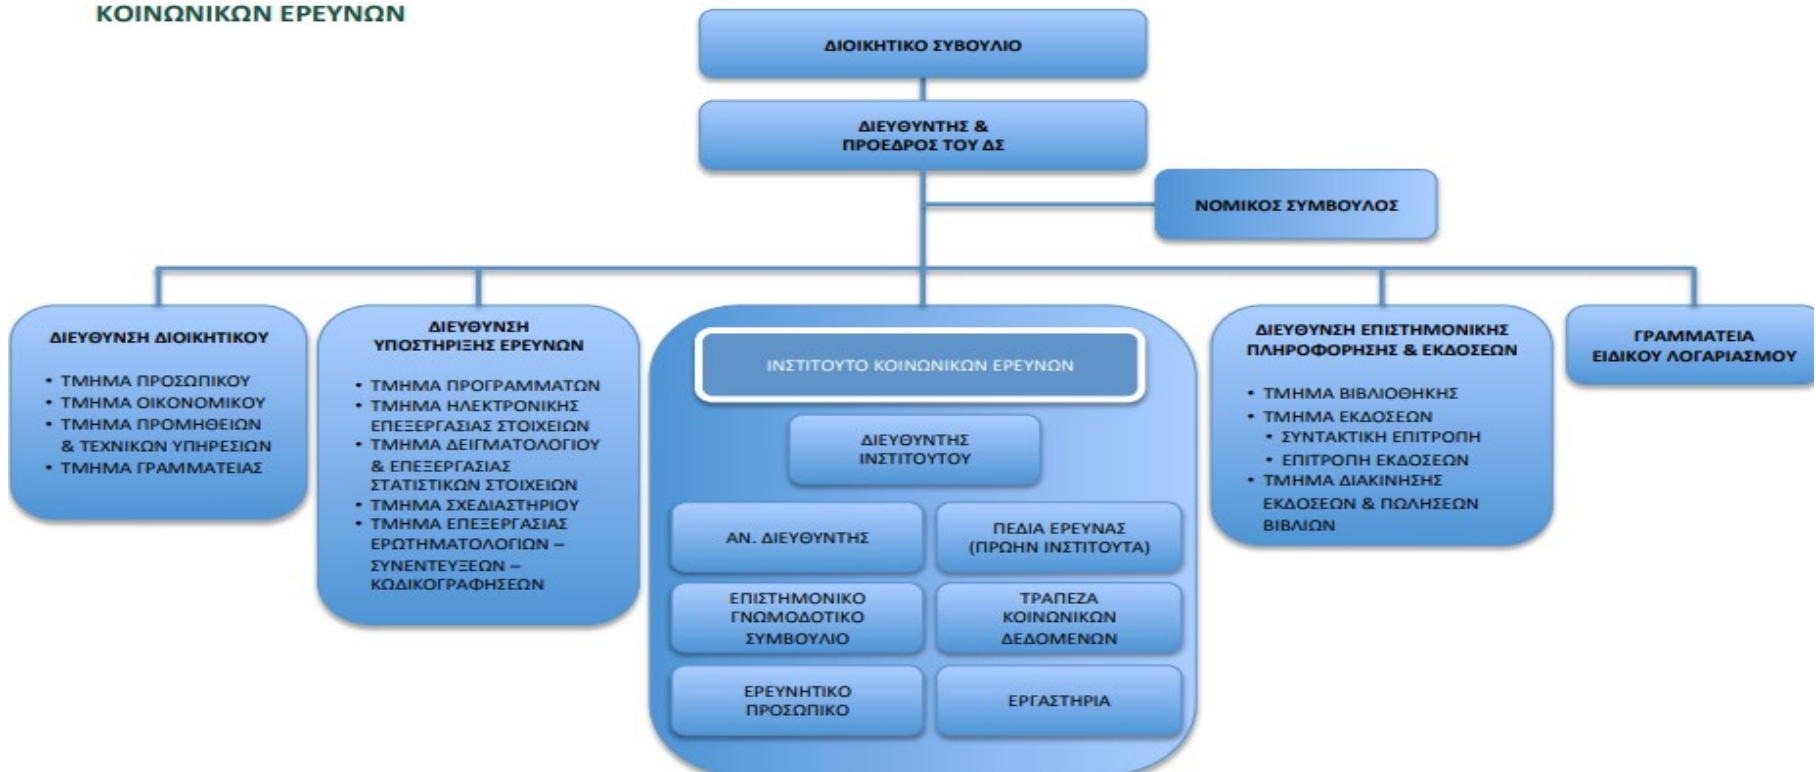 ΚΟΙΝΩΝΙΚΩΝ ΕΡΕΥΝΩΝ
ΔΙΟΙΚΗΤΙΚΟ ΣΥΒΟΥΛΙΟ
ΔΙΕΥΘΥΝΤΗΣ &
ΠΡΟΕΔΡΟΣ ΤΟΥ ΔΣ
ΝΟΜΙΚΟΣ ΣΥΜΒΟΥΛΟΣ
ΔΙΕΥΘΥΝΣΗ ΔΙΟΙΚΗΤΙΚΟΥ
• ΤΜΗΜΑ ΠΡΟΣΩΠΙΚΟΥ
• ΤΜΗΜΑ ΟΙΚΟΝΟΜΙΚΟΥ
• ΤΜΗΜΑ ΠΡΟΜΗΘΕΙΩΝ
& ΤΕΧΝΙΚΩΝ ΥΠΗΡΕΣΙΩΝ
• ΤΜΗΜΑ ΓΡΑΜΜΑΤΕΙΑΣ
ΔΙΕΥΘΥΝΣΗ
ΥΠΟΣΤΗΡΙΞΗΣ ΕΡΕΥΝΩΝ
• ΤΜΗΜΑ ΠΡΟΓΡΑΜΜΑΤΩΝ
• ΤΜΗΜΑ ΗΛΕΚΤΡΟΝΙΚΗΣ
ΕΠΕΞΕΡΓΑΣΙΑΣ ΣΤΟΙΧΕΙΩΝ
• ΤΜΗΜΑ ΔΕΙΓΜΑΤΟΛΟΓΙΟΥ
& ΕΠΕΞΕΡΓΑΣΙΑΣ
ΣΤΑΤΙΣΤΙΚΩΝ ΣΤΟΙΧΕΙΩΝ
• ΤΜΗΜΑ ΣΧΕΔΙΑΣΤΗΡΙΟΥ
• ΤΜΗΜΑ ΕΠΕΞΕΡΓΑΣΙΑΣ
ΕΡΩΤΗΜΑΤΟΛΟΓΙΩΝ –
ΣΥΝΕΝΤΕΥΞΕΩΝ –
ΚΩΔΙΚΟΓΡΑΦΗΣΕΩΝ
ΙΝΣΤΙΤΟΥΤΟ ΚΟΙΝΩΝΙΚΩΝ ΕΡΕΥΝΩΝ
ΔΙΕΥΘΥΝΤΗΣ
ΙΝΣΤΙΤΟΥΤΟΥ
ΑΝ. ΔΙΕΥΘΥΝΤΗΣ
ΠΕΔΙΑ ΕΡΕΥΝΑΣ
(ΠΡΩΗΝ ΙΝΣΤΙΤΟΥΤΑ)
ΕΠΙΣΤΗΜΟΝΙΚΟ
ΓΝΩΜΟΔΟΤΙΚΟ
ΣΥΜΒΟΥΛΙΟ
ΤΡΑΠΕΖΑ
ΚΟΙΝΩΝΙΚΩΝ
ΔΕΔΟΜΕΝΩΝ
ΕΡΕΥΝΗΤΙΚΟ
ΠΡΟΣΩΠΙΚΟ
ΕΡΓΑΣΤΗΡΙΑ
ΔΙΕΥΘΥΝΣΗ ΕΠΙΣΤΗΜΟΝΙΚΗΣ
ΠΛΗΡΟΦΟΡΗΣΗΣ & ΕΚΔΟΣΕΩΝ
• ΤΜΗΜΑ ΒΙΒΛΙΟΘΗΚΗΣ
• ΤΜΗΜΑ ΕΚΔΟΣΕΩΝ
• ΣΥΝΤΑΚΤΙΚΗ ΕΠΙΤΡΟΠΗ
• ΕΠΙΤΡΟΠΗ ΕΚΔΟΣΕΩΝ
• ΤΜΗΜΑ ΔΙΑΚΙΝΗΣΗΣ
ΕΚΔΟΣΕΩΝ & ΠΩΛΗΣΕΩΝ
ΒΙΒΛΙΩΝ
ΓΡΑΜΜΑΤΕΙΑ
ΕΙΔΙΚΟΥ ΛΟΓΑΡΙΑΣΜΟΥ